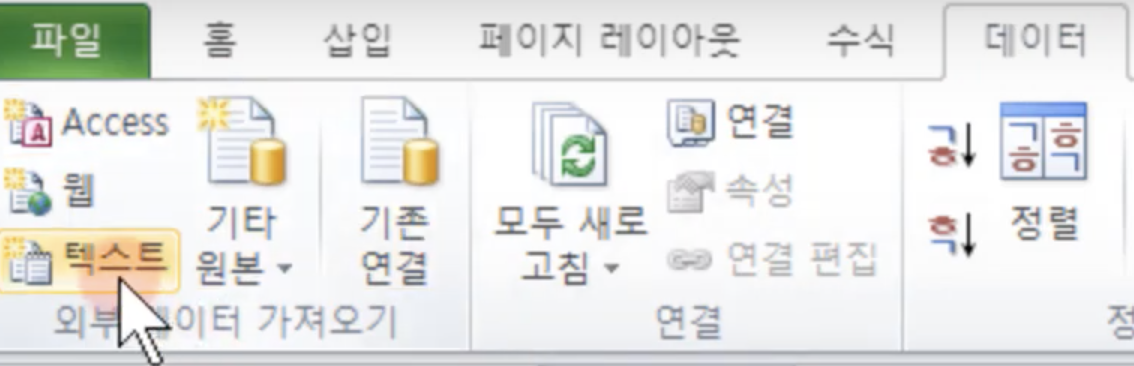 파일 홈 삽입 페이지 레이아웃 수식 데이터
Access
웹
텍스트
기타
원본
기존
연결
외부 데이터 가져오기
모두 새로
고침
연결
속성
연결 편집
연결
정렬